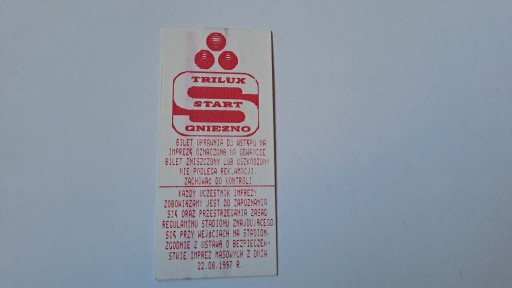 TRILUX
START
GNIEZNO
BILET UPRAWNIA DO WSTĘPU NA
IMPREZĘ OZNACZONĄ NA ODWROCIE
BILET ZNISZCZONY LUB USZKODZONY
NIE PODLEGA REKLAMACJI.
ZACHOWAĆ DO KONTROLI
KAŻDY UCZESTNIK IMPREZY
ZOBOWIĄZANY JEST DO ZAPOZNANIA
SIĘ ORAZ PRZESTRZEGANIA ZASAD
REGULAMINU STADIONU ZNAJDUJĄCEGO
SIĘ PRZY WEJŚCIACH NA STADION,
ZGODNIE Z USTAWĄ O BEZPIECZEŃ-
STWIE IMPREZ MASOWYCH Z DNIA
22.08.1997 R.